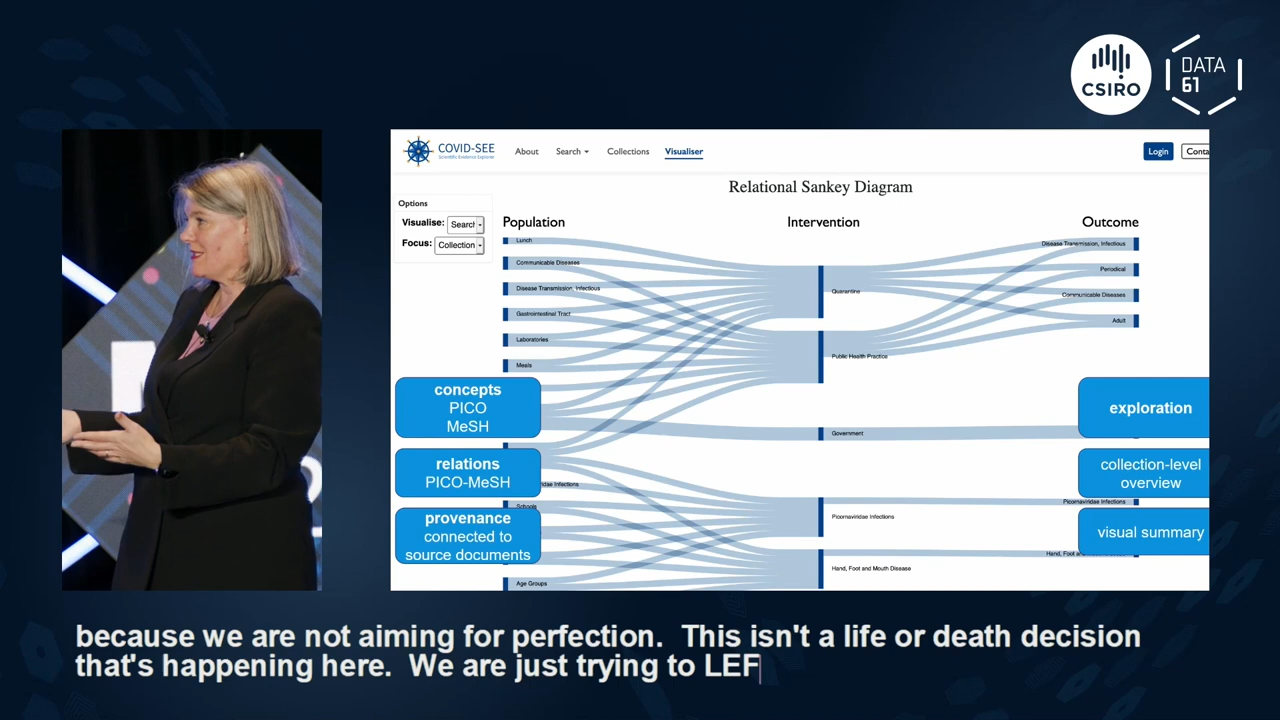 CSIRO
DATA
61
COVID-SEE
Scientific Evidence Explorer
About
Search
Collections
Visualiser
Login
Conta
Relational Sankey Diagram
Options
Visualise:
Search
Focus:
Collection
Population
Intervention
Outcome
Lunch
Communicable Diseases
Disease Transmission, Infectious
Gastrointestinal Tract
Laboratories
Meals
Quarantine
Public Health Practice
Disease Transmission, Infectious
Periodical
Communicable Diseases
Adult
concepts
PICO
MeSH
relations
PICO-MeSH
provenance
connected to
source documents
Infections
Schools
Age Groups
Government
Picornaviridae Infections
Hand, Foot and Mouth Disease
exploration
collection-level
overview
Picornaviridae Infections
visual summary
Hand, Foot
because we are not aiming for perfection. This isn't a life or death decision
that's happening here. We are just trying to LEF